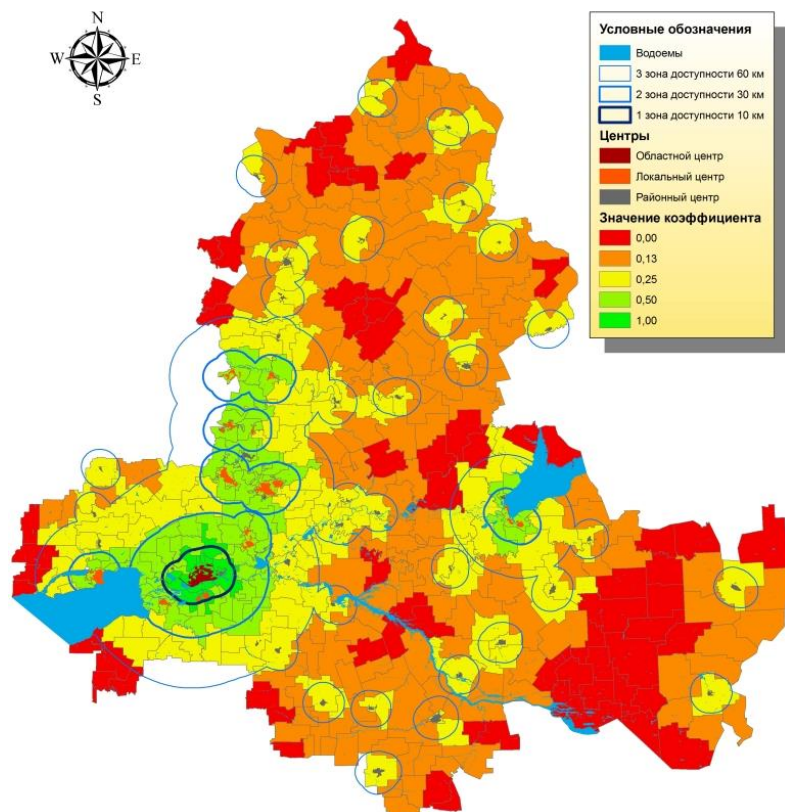 N
W E
S
Условные обозначения
Водоемы
3 зона доступности 60 км
2 зона доступности 30 км
1 зона доступности 10 км
Центры
Областной центр
Локальный центр
Районный центр
Значение коэффициента
0,00
0,13
0,25
0,50
1,00